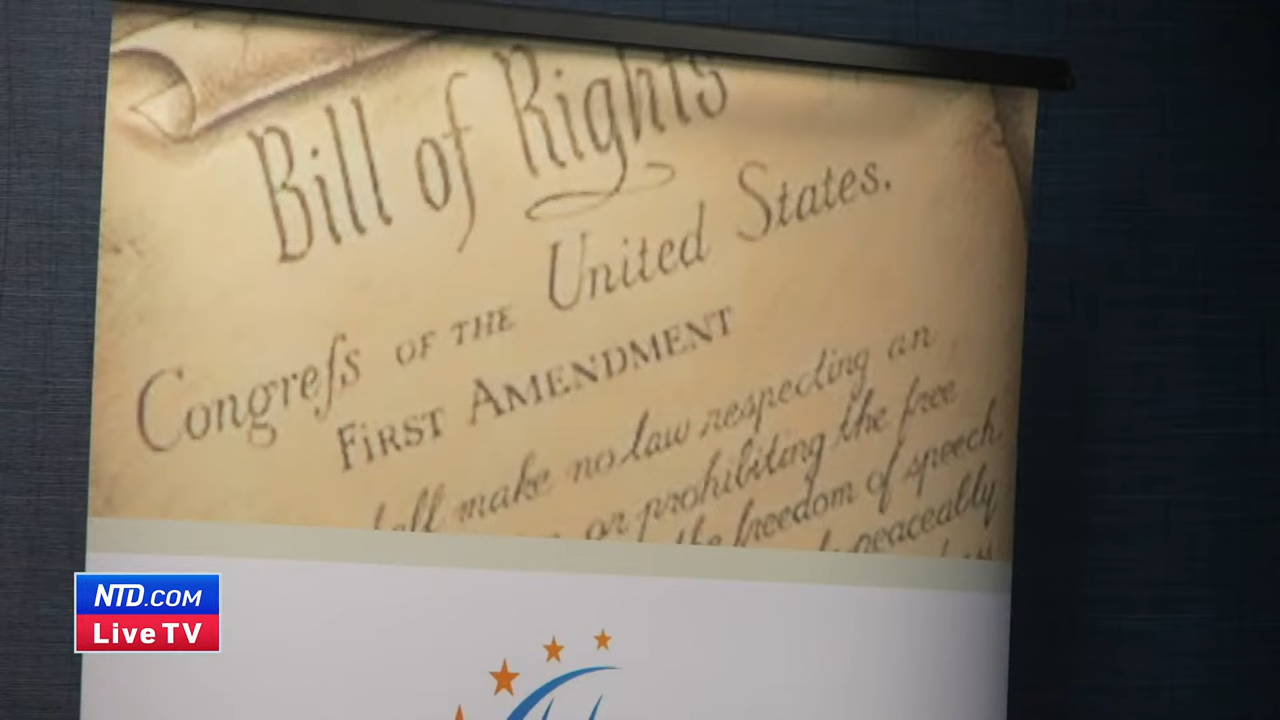 Bill of Rights
Congreſs OF THE United States.
FIRST AMENDMENT
make no law respecting an
or prohibiting the free
the freedom of speech
peaceably
NTD.COM
Live TV